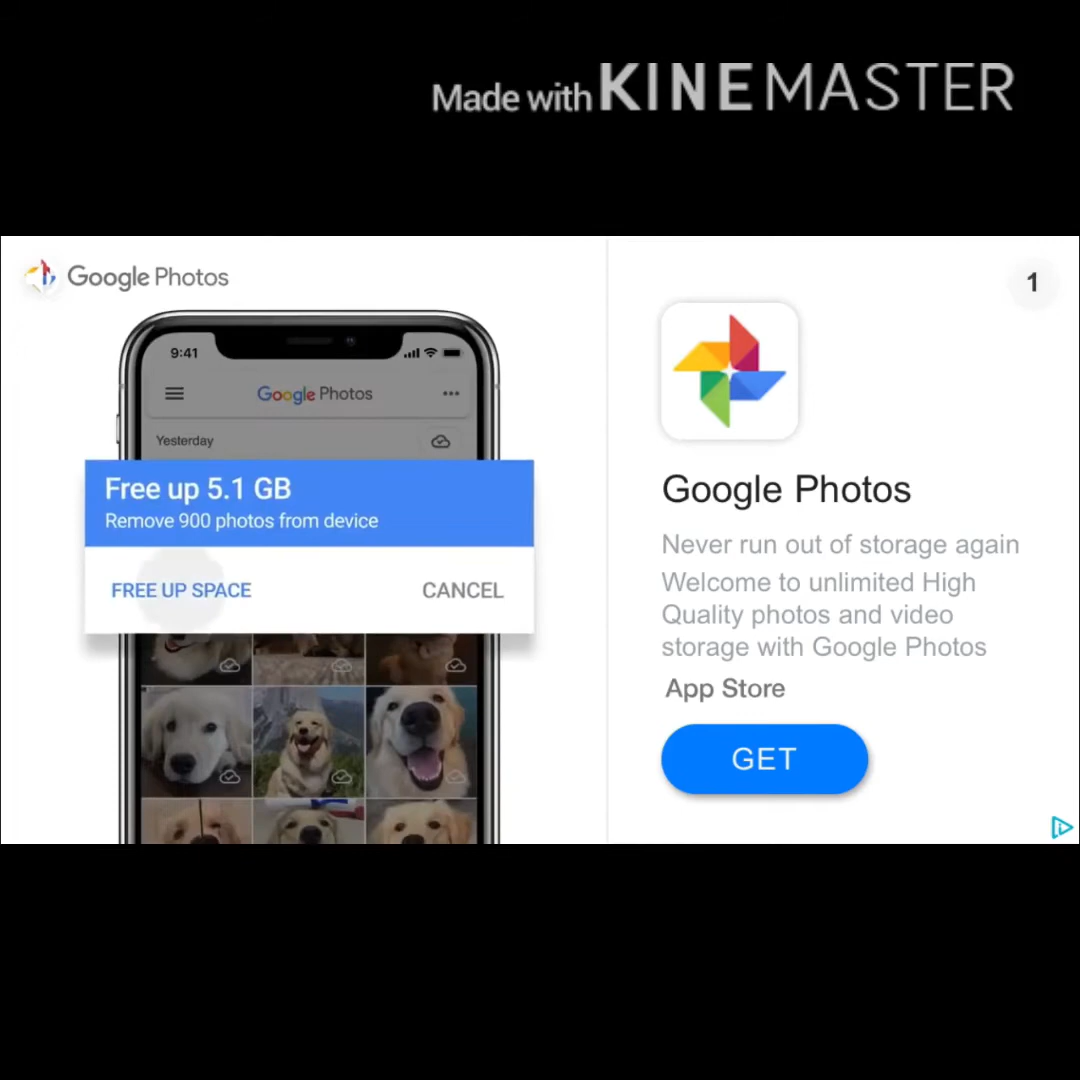 Made with KINEMASTER
Google Photos
9:41
Google Photos
Yesterday
Free up 5.1 GB
Remove 900 photos from device
FREE UP SPACE CANCEL
1
Google Photos
Never run out of storage again
Welcome to unlimited High
Quality photos and video
storage with Google Photos
App Store
GET